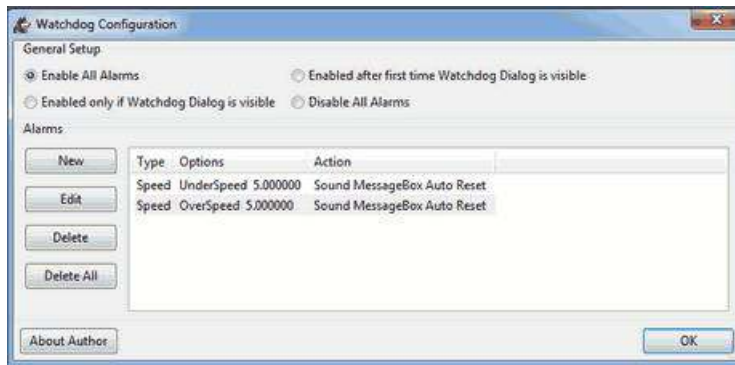 Watchdog Configuration
General Setup
Enable All Alarms
Enabled after first time Watchdog Dialog is visible
Enabled only if Watchdog Dialog is visible
Disable All Alarms
Alarms
New
Type Options Action
Speed UnderSpeed 5.000000 Sound MessageBox Auto Reset
Edit
Speed OverSpeed 5.000000 Sound MessageBox Auto Reset
Delete
Delete All
About Author
OK